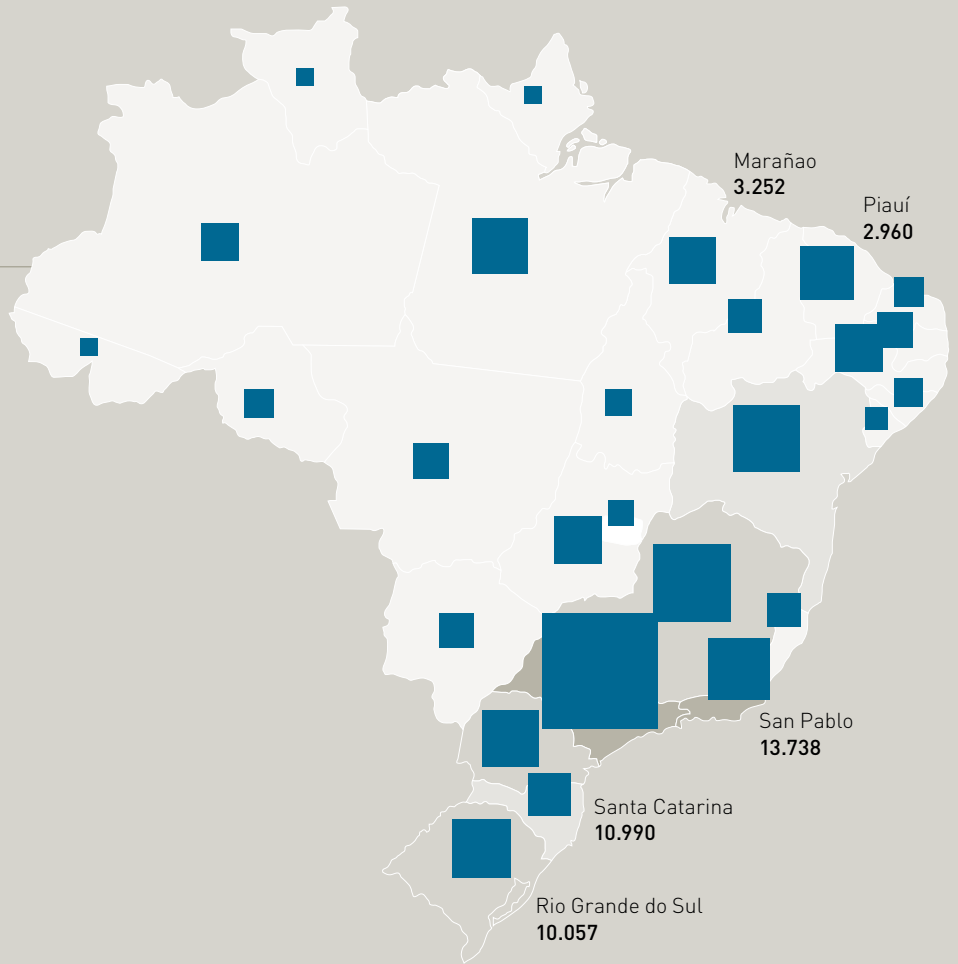 Marañao
3.252
Piauí
2.960
San Pablo
13.738
Santa Catarina
10.990
Rio Grande do Sul
10.057